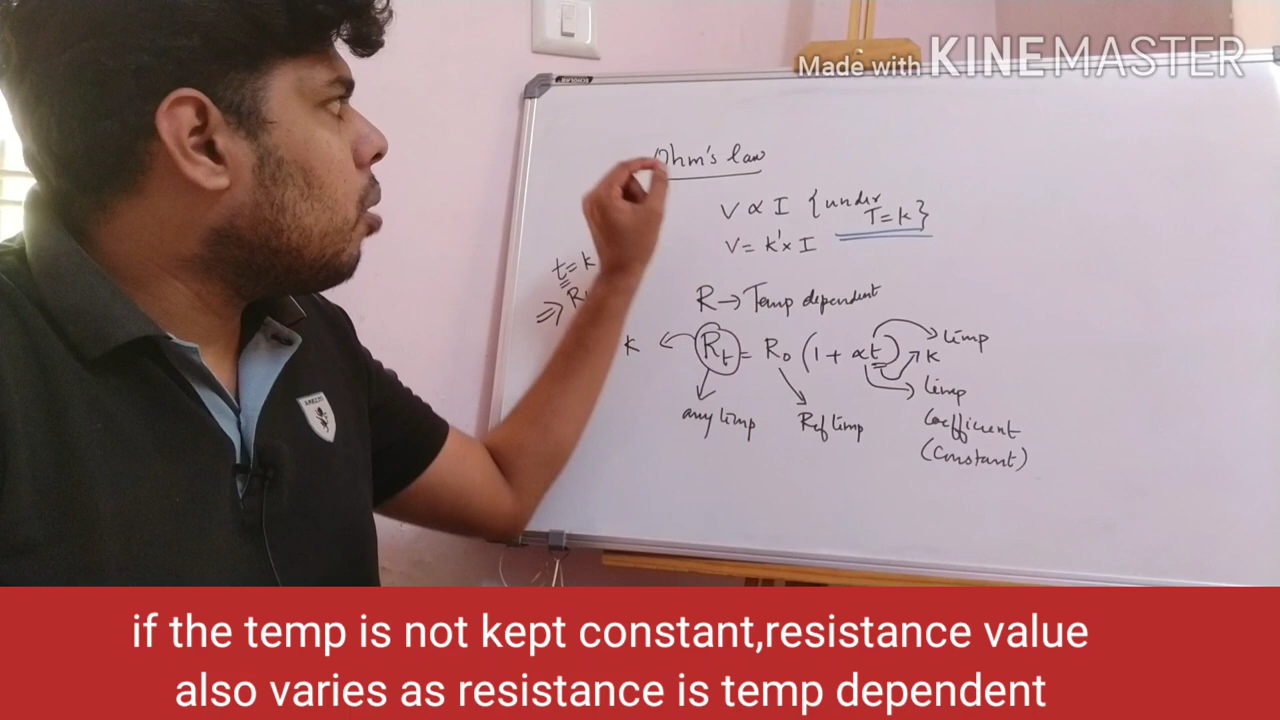 Made with KINEMASTER
SCHOLAR
Ohm's law
V ∝ I {under
T = k}
V = k' × I
t = k
⇒ R
R → Temp dependent
k ← Rt = R0 (1 + αt)
temp
k
any temp
Ref temp
temp
coefficient
(constant)
if the temp is not kept constant,resistance value
also varies as resistance is temp dependent